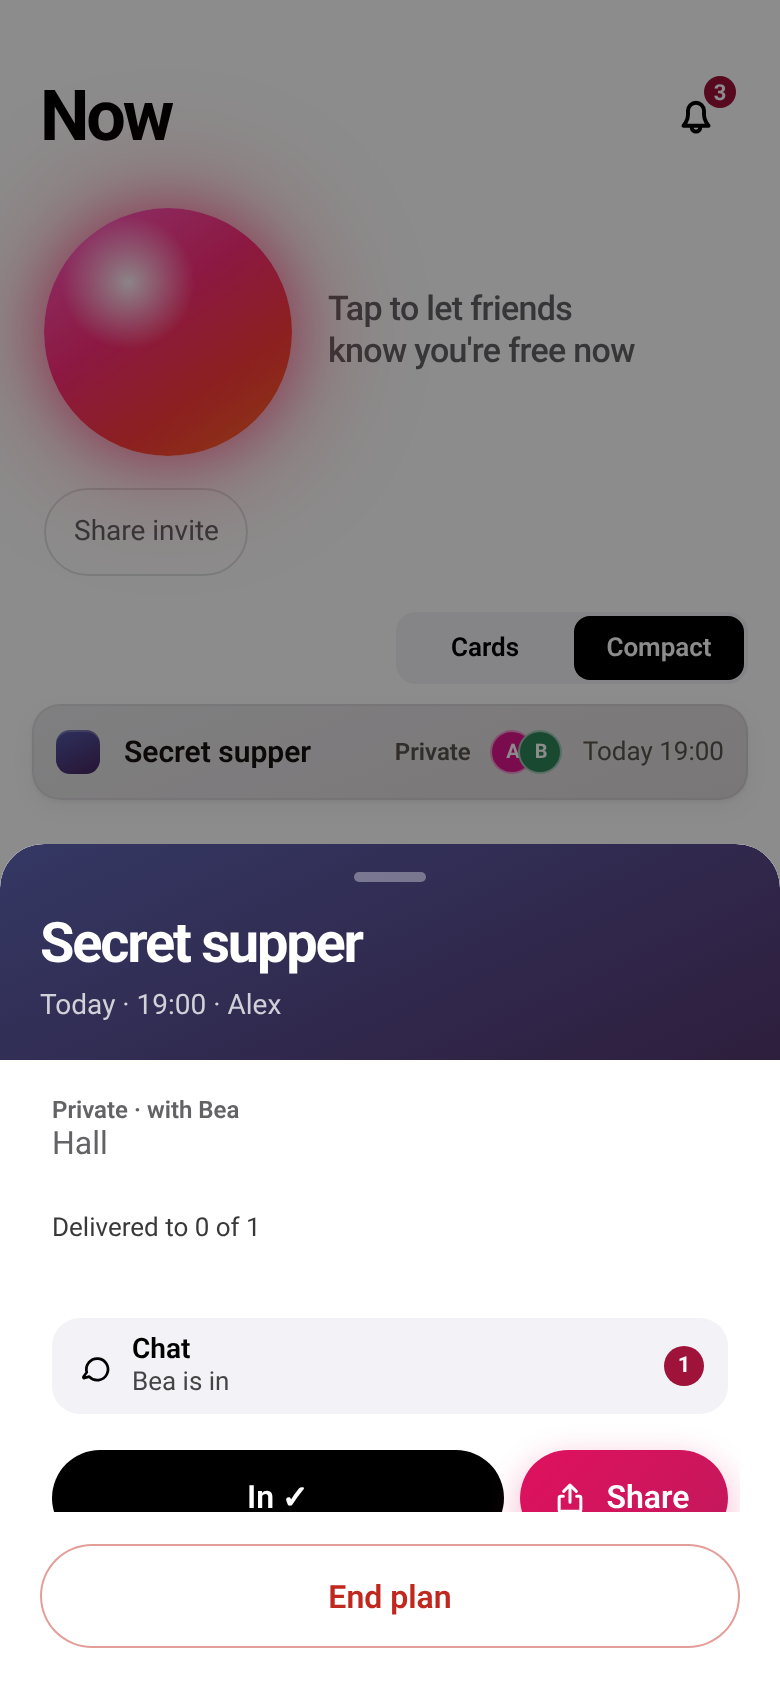 Now
3
Tap to let friends
know you're free now
Share invite
Cards
Compact
Secret supper
Private
A
B
Today 19:00
Secret supper
Today · 19:00 · Alex
Private · with Bea
Hall
Delivered to 0 of 1
Chat
Bea is in
1
In ✓
Share
End plan